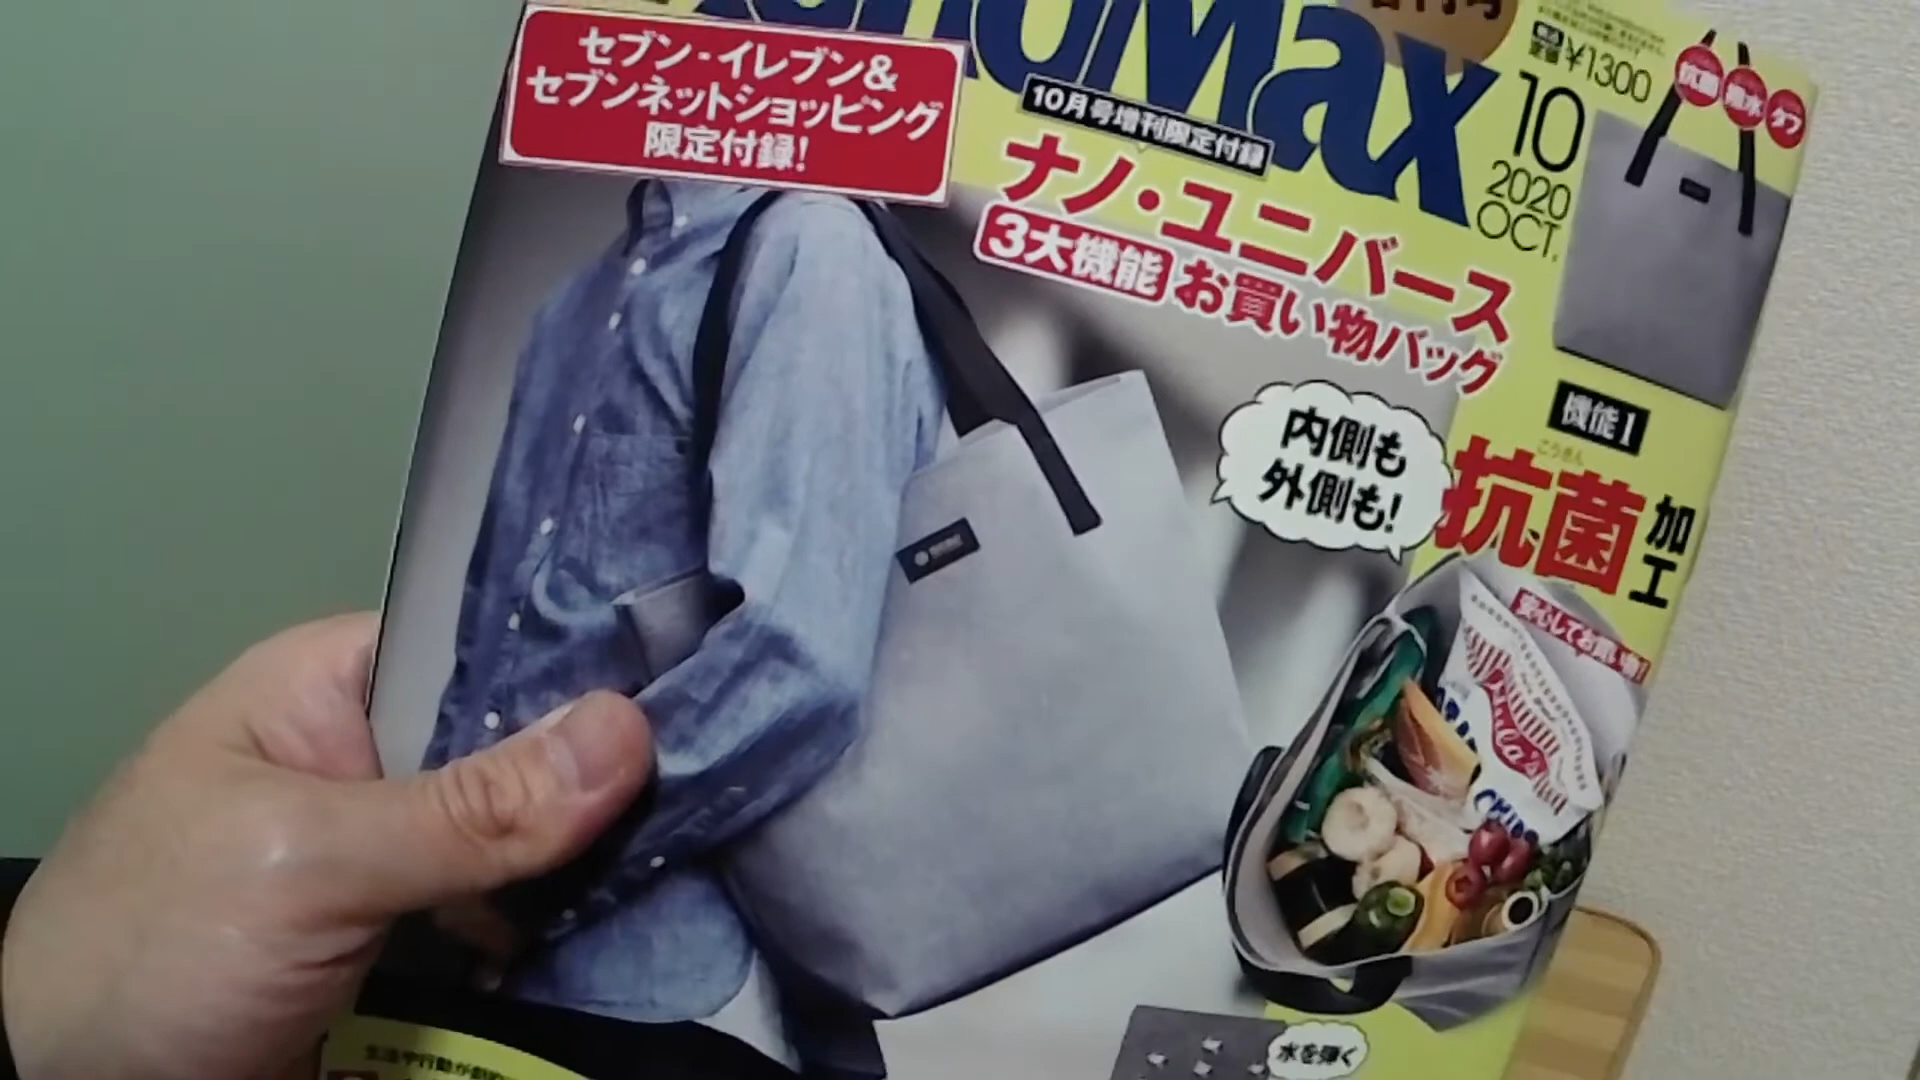 セブン-イレブン&
セブンネットショッピング
限定付録!
10月号増刊限定付録
ナノ・ユニバース
3大機能 お買い物バッグ
特別定価 ¥1300
10
2020
OCT.
抗菌 撥水 タフ
機能1
こうきん
抗菌加工
内側も
外側も!
安心してお買い物!
CHIPS
水を弾く